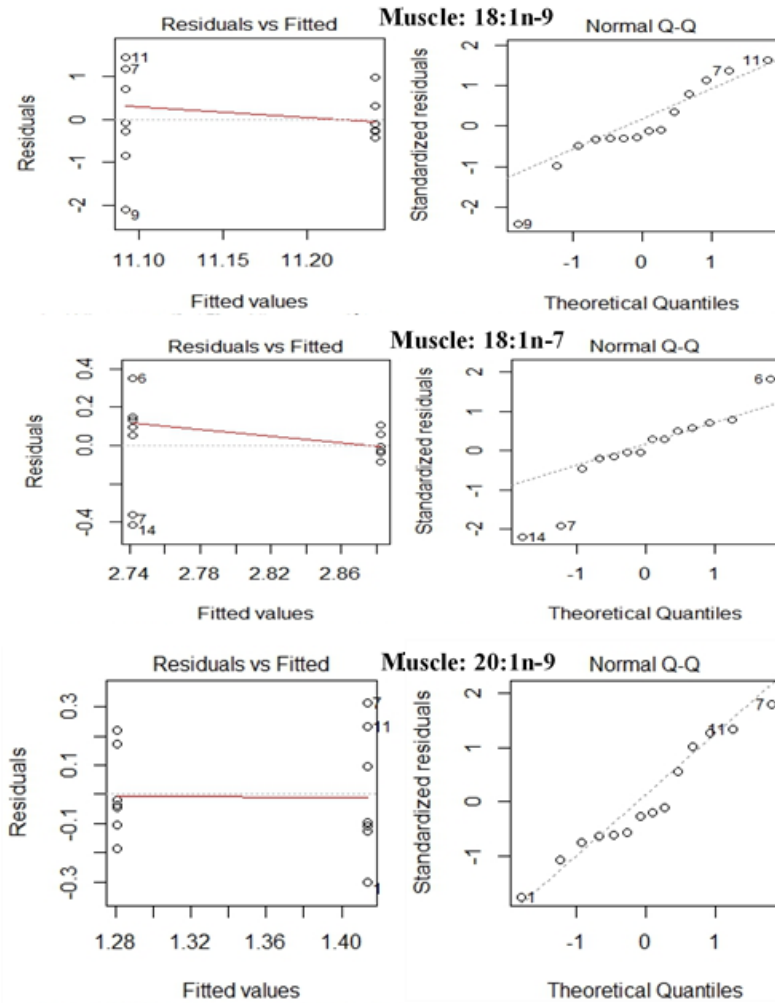 Muscle: 18:1n-9
Residuals vs Fitted
Normal Q-Q
Residuals
1
0
-1
-2
11
7
9
11.10 11.15 11.20
Fitted values
Standardized residuals
2
1
0
-1
-2
7
11
9
-1 0 1
Theoretical Quantiles
Muscle: 18:1n-7
Residuals vs Fitted
Normal Q-Q
Residuals
0.4
0.2
0.0
-0.4
6
7
14
2.74 2.78 2.82 2.86
Fitted values
Standardized residuals
2
1
0
-1
-2
6
7
14
-1 0 1
Theoretical Quantiles
Muscle: 20:1n-9
Residuals vs Fitted
Normal Q-Q
Residuals
0.3
0.1
-0.1
-0.3
7
11
1
1.28 1.32 1.36 1.40
Fitted values
Standardized residuals
2
1
0
-1
7
11
1
-1 0 1
Theoretical Quantiles